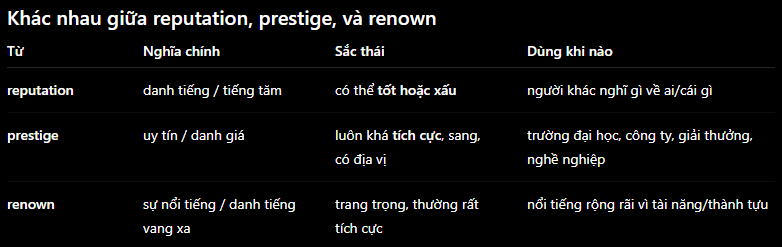 Khác nhau giữa reputation, prestige, và renown
Từ Nghĩa chính Sắc thái Dùng khi nào
reputation danh tiếng / tiếng tăm có thể tốt hoặc xấu người khác nghĩ gì về ai/cái gì
prestige uy tín / danh giá luôn khá tích cực, sang, trường đại học, công ty, giải thưởng,
có địa vị nghề nghiệp
renown sự nổi tiếng / danh tiếng trang trọng, thường rất nổi tiếng rộng rãi vì tài năng/thành tựu
vang xa tích cực